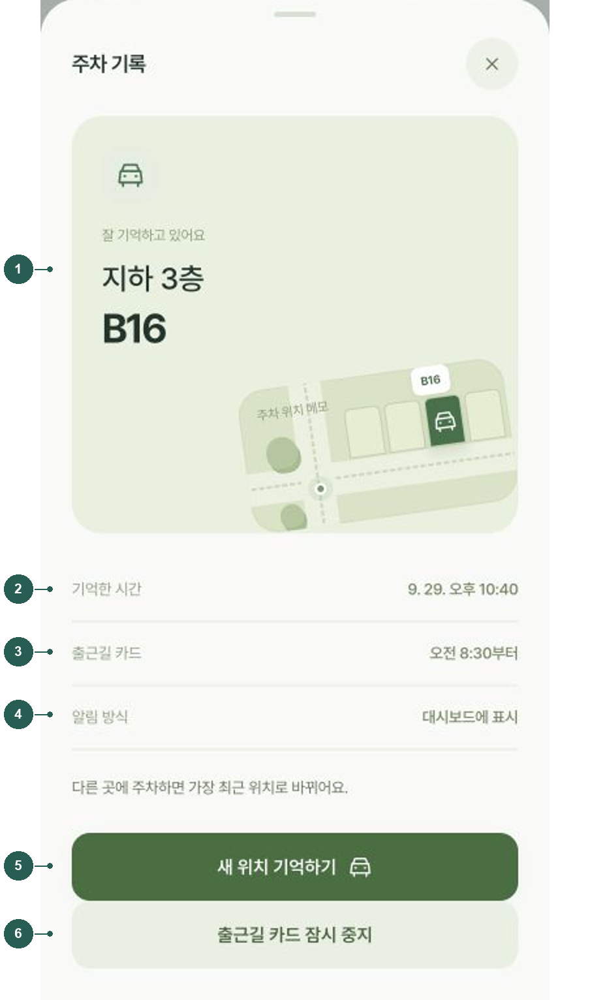 주차 기록
잘 기억하고 있어요
1
지하 3층
B16
B16
주차 위치 메모
2
기억한 시간
9. 29. 오후 10:40
3
출근길 카드
오전 8:30부터
4
알림 방식
대시보드에 표시
다른 곳에 주차하면 가장 최근 위치로 바뀌어요.
5
새 위치 기억하기
6
출근길 카드 잠시 중지